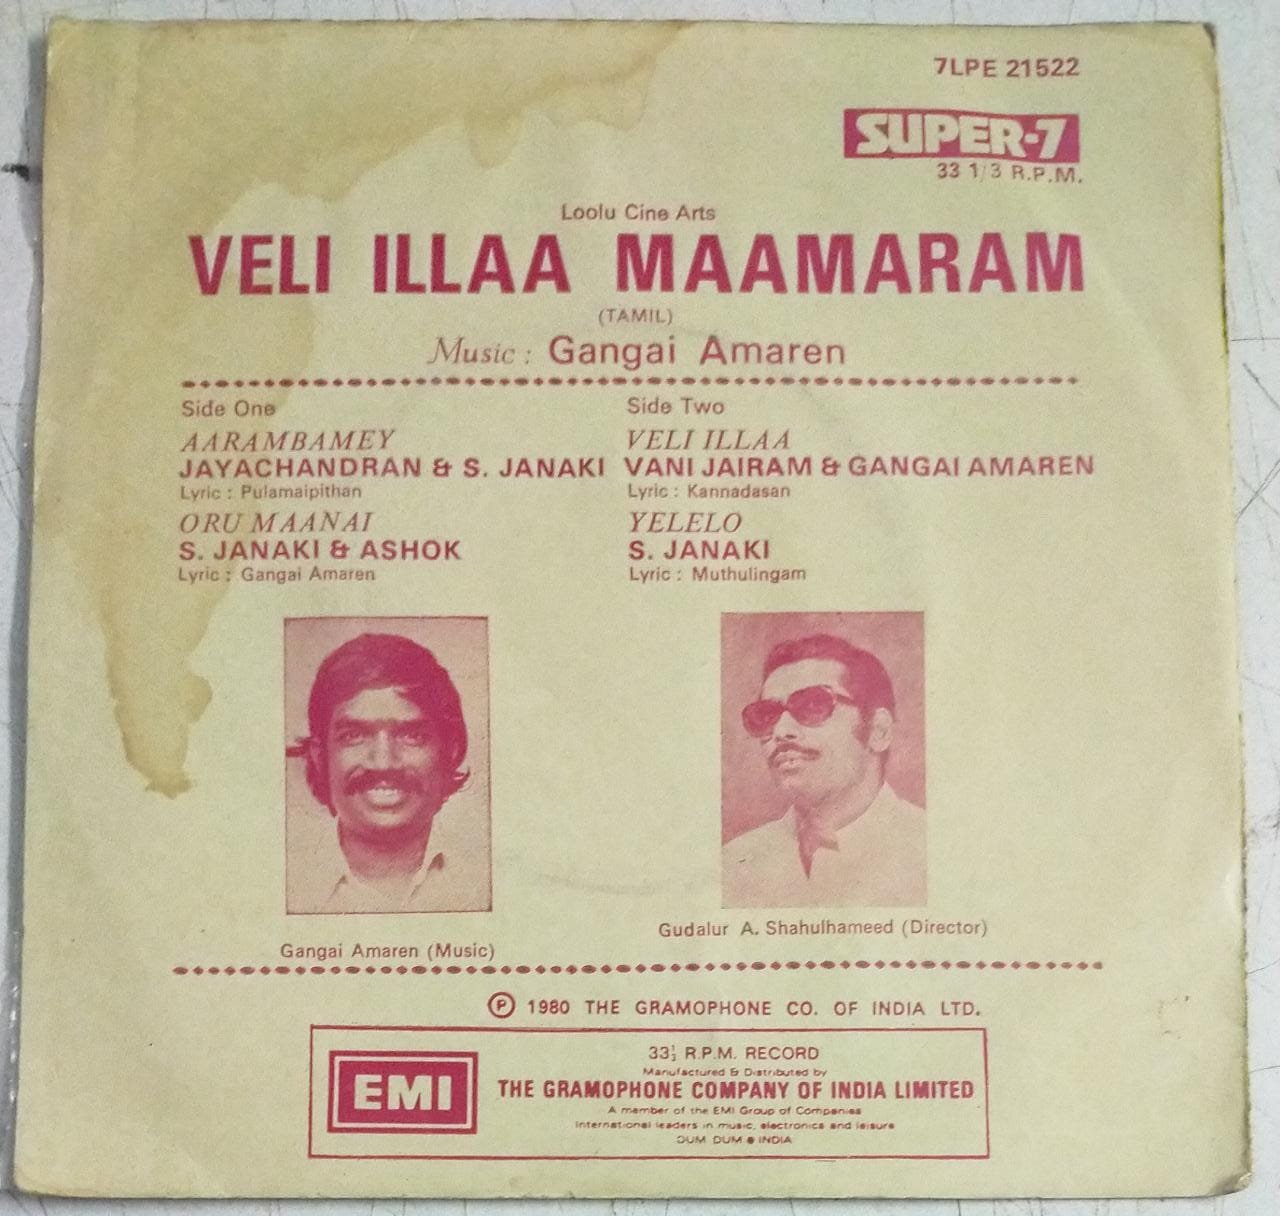 7LPE 21522
SUPER-7
33 1/3 R.P.M.
Loolu Cine Arts
VELI ILLAA MAAMARAM
(TAMIL)
Music : Gangai Amaren
Side One
AARAMBAMEY
JAYACHANDRAN & S. JANAKI
Lyric : Pulamaipithan
ORU MAANAI
S. JANAKI & ASHOK
Lyric : Gangai Amaren
Side Two
VELI ILLAA
VANI JAIRAM & GANGAI AMAREN
Lyric : Kannadasan
YELELO
S. JANAKI
Lyric : Muthulingam
Gangai Amaren (Music)
Gudalur A. Shahulhameed (Director)
Ⓟ 1980 THE GRAMOPHONE CO. OF INDIA LTD.
EMI
33⅓ R.P.M. RECORD
Manufactured & Distributed by
THE GRAMOPHONE COMPANY OF INDIA LIMITED
A member of the EMI Group of Companies
International leaders in music, electronics and leisure
DUM DUM ● INDIA